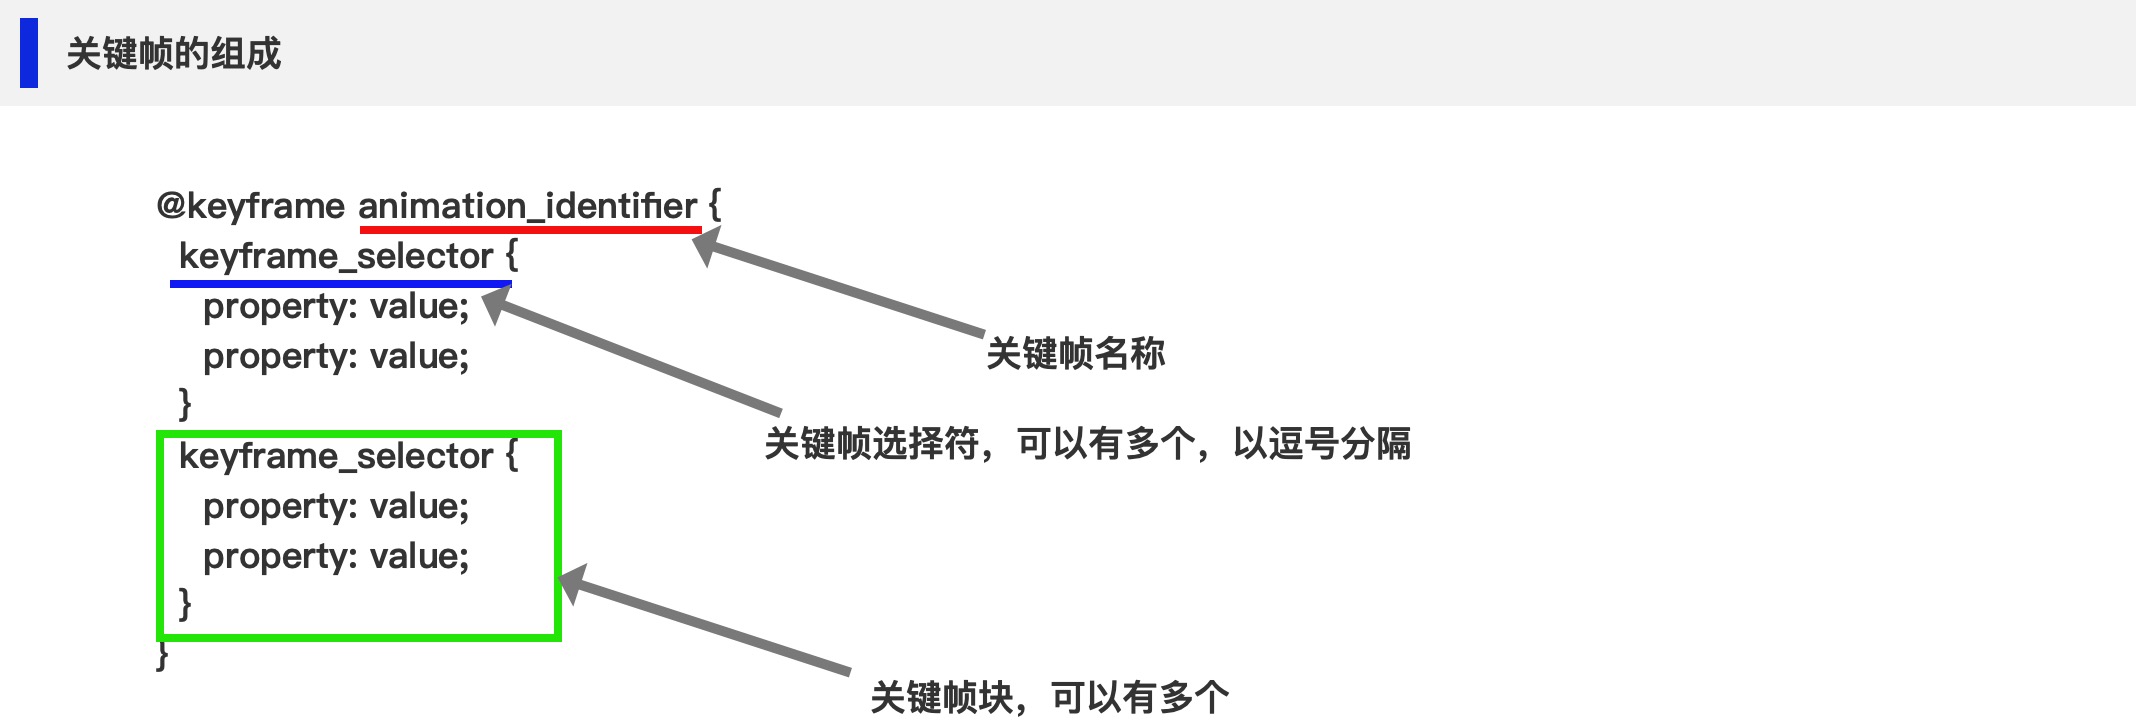 关键帧的组成
@keyframe animation_identifier {
keyframe_selector {
property: value;
property: value;
关键帧名称
}
关键帧选择符，可以有多个，以逗号分隔
keyframe_selector {
property: value;
property: value;
}
}
关键帧块，可以有多个